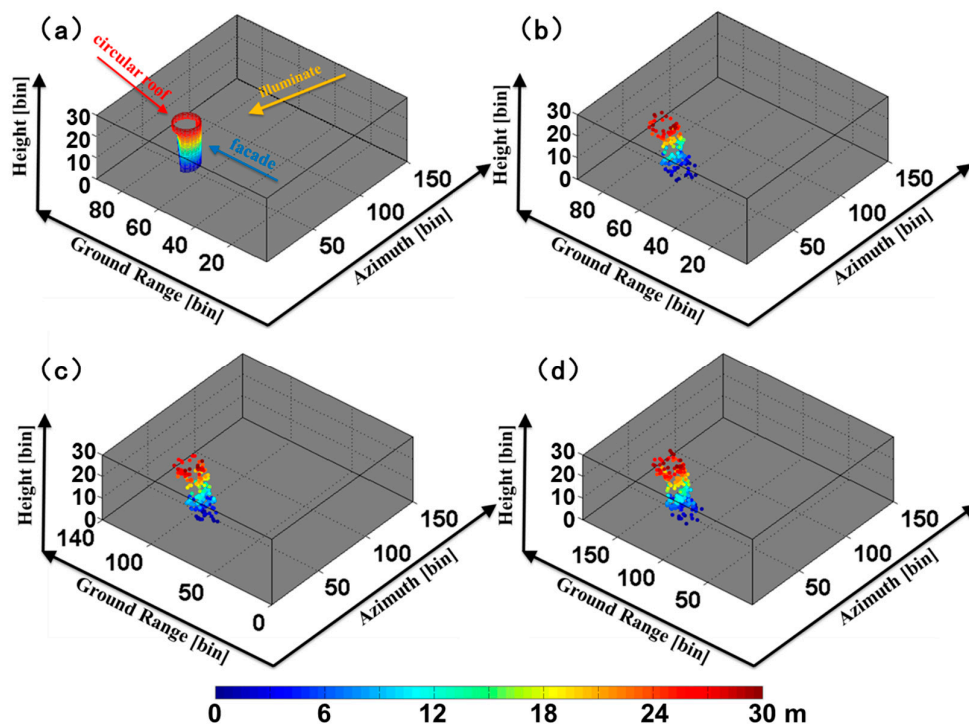 (a)
circular roof
illuminate
facade
Height [bin]
30
20
10
0
80
60
40
20
Ground Range [bin]
50
100
150
Azimuth [bin]
(b)
Height [bin]
30
20
10
0
80
60
40
20
Ground Range [bin]
50
100
150
Azimuth [bin]
(c)
Height [bin]
30
20
10
0
140
100
50
0
Ground Range [bin]
50
100
150
Azimuth [bin]
(d)
Height [bin]
30
20
10
0
150
100
50
Ground Range [bin]
50
100
150
Azimuth [bin]
0 6 12 18 24 30 m